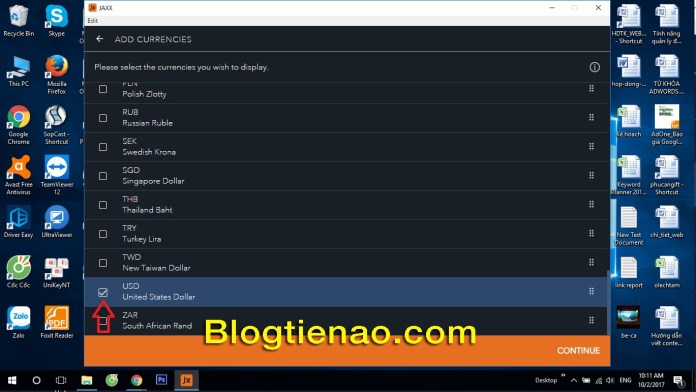 JAXX
Edit
ADD CURRENCIES
Please select the currencies you wish to display.
PLN
Polish Zlotty
RUB
Russian Ruble
SEK
Swedish Krona
SGD
Singapore Dollar
THB
Thailand Baht
TRY
Turkey Lira
TWD
New Taiwan Dollar
USD
United States Dollar
ZAR
South African Rand
CONTINUE
Blogtienao.com
Recycle Bin
Skype
This PC
Mozilla
Firefox
Google
Chrome
SopCast -
Shortcut
Avast Free
Antivirus
TeamViewer
12
Driver Easy
UltraViewer
Cốc Cốc
UniKeyNT
Zalo
Foxit Reader
HDTK_WEB...
- Shortcut
Tính năng
quản lý đ...
hop-dong-...
TỪ KHÓA
ADWORDS...
Kế hoạch
AdOne_Báo
giá Googl...
Keyword
Planner 201...
phucangift -
Shortcut
New Text
Document
chi_tiet_web
link report
olechtam
be-ca
Hướng dẫn
viết conte...
Desktop
ENG
10:11 AM
10/2/2017